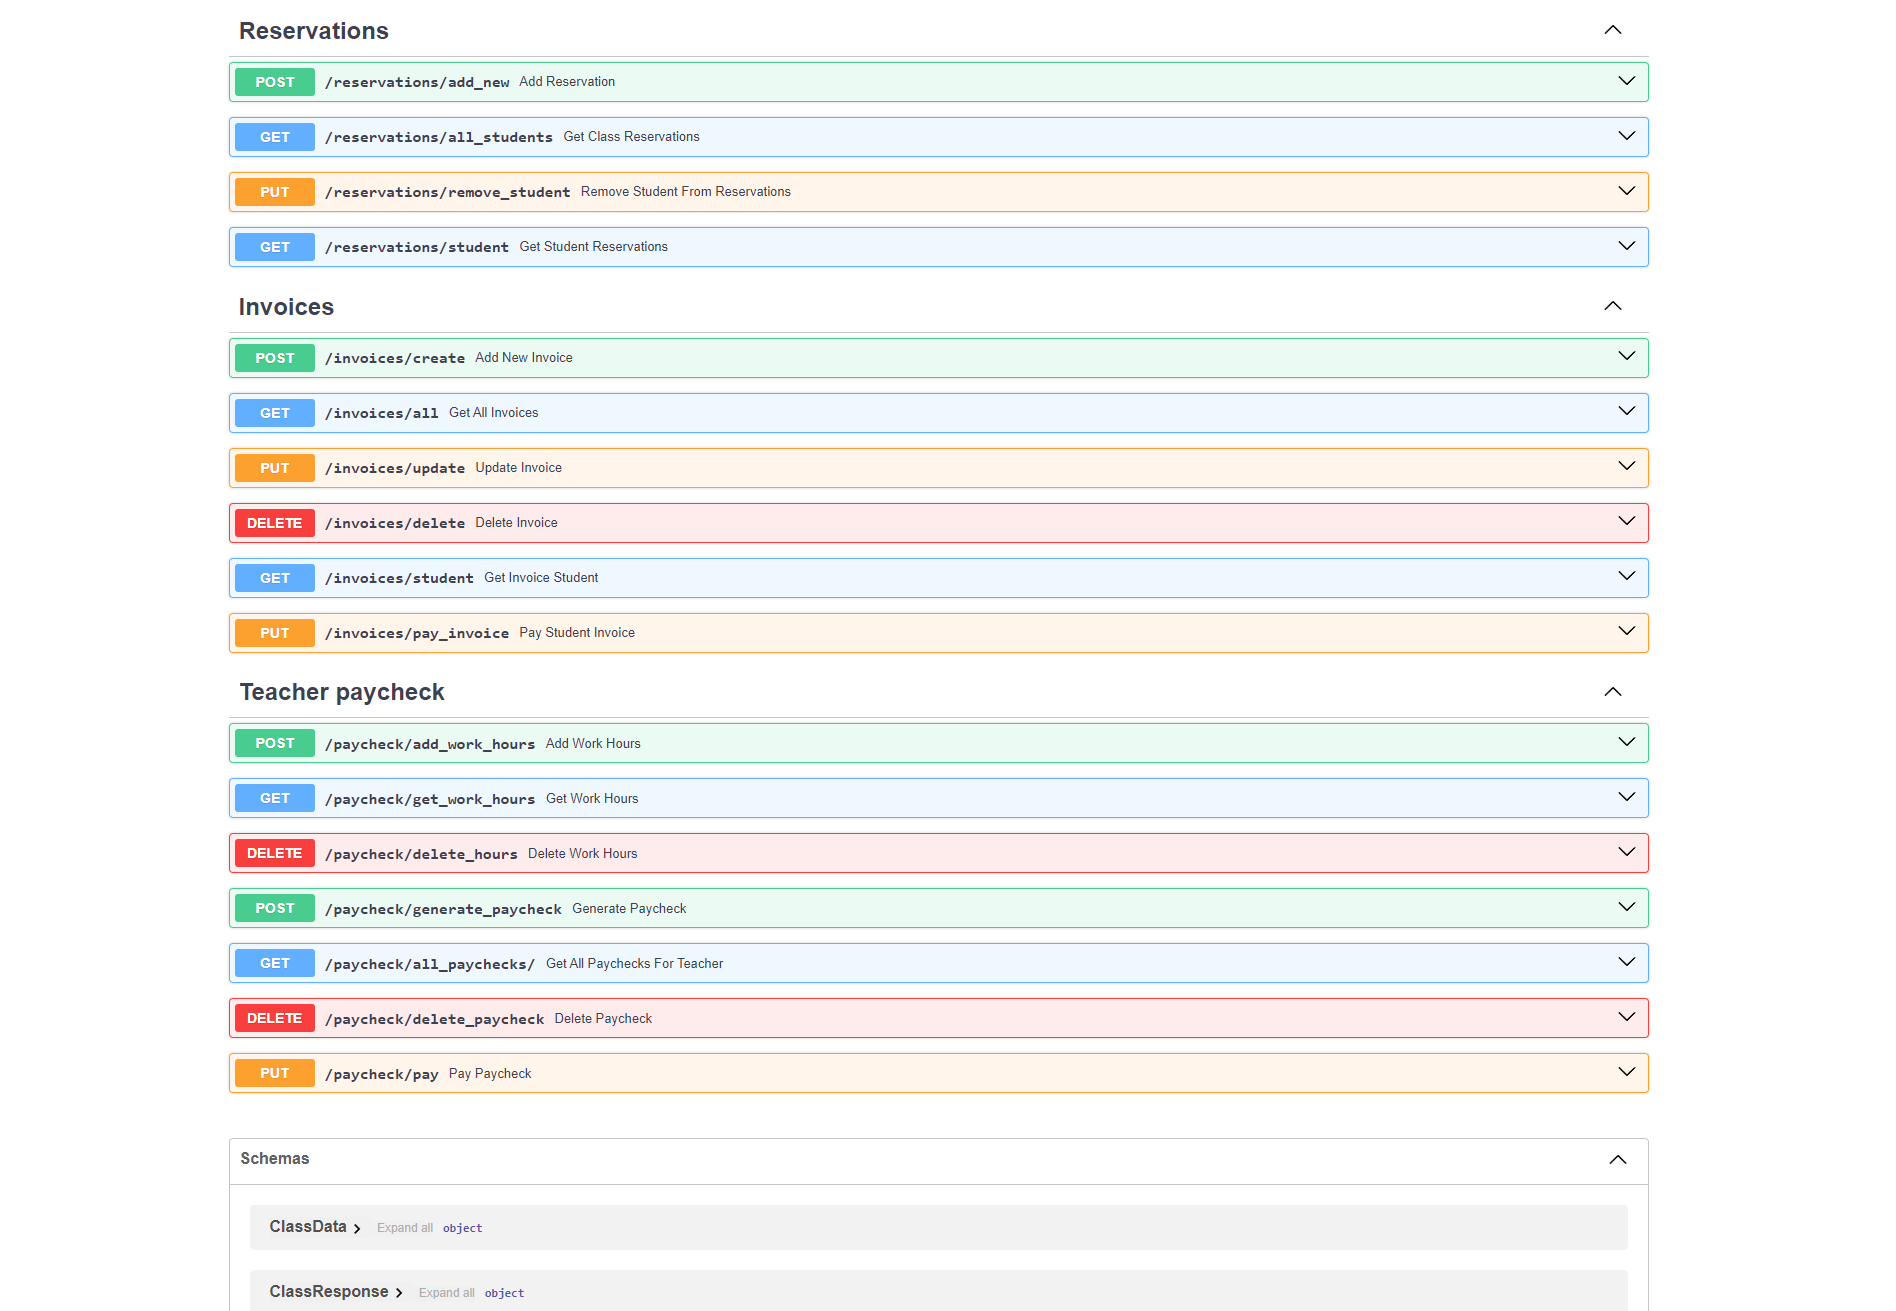 Reservations
POST /reservations/add_new Add Reservation
GET /reservations/all_students Get Class Reservations
PUT /reservations/remove_student Remove Student From Reservations
GET /reservations/student Get Student Reservations
Invoices
POST /invoices/create Add New Invoice
GET /invoices/all Get All Invoices
PUT /invoices/update Update Invoice
DELETE /invoices/delete Delete Invoice
GET /invoices/student Get Invoice Student
PUT /invoices/pay_invoice Pay Student Invoice
Teacher paycheck
POST /paycheck/add_work_hours Add Work Hours
GET /paycheck/get_work_hours Get Work Hours
DELETE /paycheck/delete_hours Delete Work Hours
POST /paycheck/generate_paycheck Generate Paycheck
GET /paycheck/all_paychecks/ Get All Paychecks For Teacher
DELETE /paycheck/delete_paycheck Delete Paycheck
PUT /paycheck/pay Pay Paycheck
Schemas
ClassData Expand all object
ClassResponse Expand all object